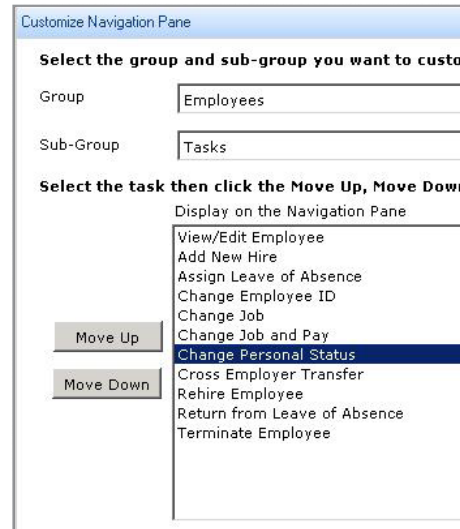 Customize Navigation Pane
Select the group and sub-group you want to custo
Group
Employees
Sub-Group
Tasks
Select the task then click the Move Up, Move Down
Display on the Navigation Pane
View/Edit Employee
Add New Hire
Assign Leave of Absence
Change Employee ID
Change Job
Change Job and Pay
Change Personal Status
Cross Employer Transfer
Rehire Employee
Return from Leave of Absence
Terminate Employee
Move Up
Move Down